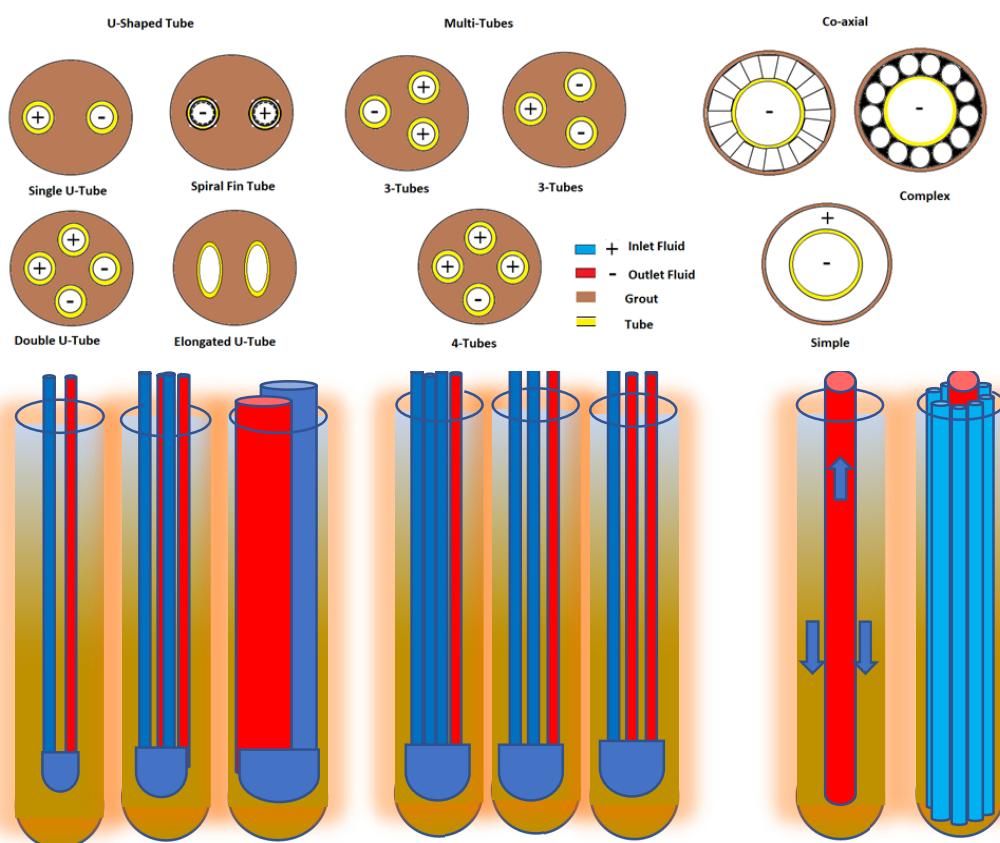 U-Shaped Tube
Multi-Tubes
Co-axial
+
-
-
+
-
+
+
+
-
-
-
-
Single U-Tube
Spiral Fin Tube
3-Tubes
3-Tubes
Complex
+
+
-
-
+
+
+
-
+
-
+ Inlet Fluid
- Outlet Fluid
Grout
Tube
Double U-Tube
Elongated U-Tube
4-Tubes
Simple